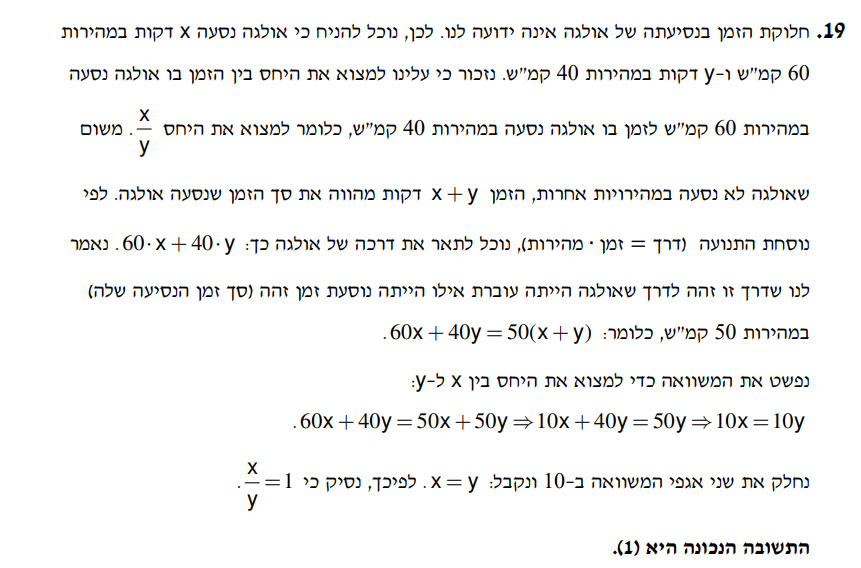 19. חלוקת הזמן בנסיעתה של אולגה אינה ידועה לנו. לכן, נוכל להניח כי אולגה נסעה x דקות במהירות
60 קמ"ש ו-y דקות במהירות 40 קמ"ש. נזכור כי עלינו למצוא את היחס בין הזמן בו אולגה נסעה
במהירות 60 קמ"ש לזמן בו אולגה נסעה במהירות 40 קמ"ש, כלומר למצוא את היחס x/y. משום
שאולגה לא נסעה במהירויות אחרות, הזמן x+y דקות מהווה את סך הזמן שנסעה אולגה. לפי
נוסחת התנועה (דרך = זמן · מהירות), נוכל לתאר את דרכה של אולגה כך: 60·x+40·y. נאמר
לנו שדרך זו זהה לדרך שאולגה הייתה עוברת אילו הייתה נוסעת זמן זהה (סך זמן הנסיעה שלה)
במהירות 50 קמ"ש, כלומר: 60x+40y=50(x+y).
נפשט את המשוואה כדי למצוא את היחס בין x ל-y:
60x+40y=50x+50y⇒10x+40y=50y⇒10x=10y.
נחלק את שני אגפי המשוואה ב-10 ונקבל: x=y. לפיכך, נסיק כי x/y=1.
התשובה הנכונה היא (1).